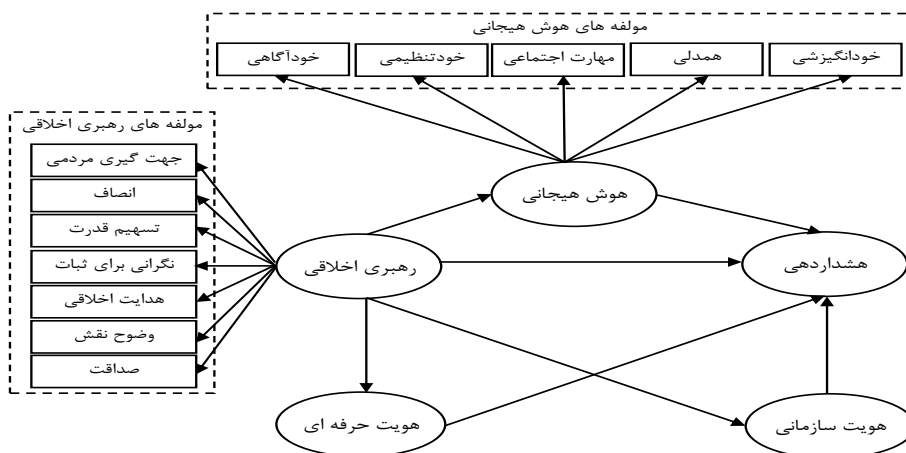 مولفه های هوش هیجانی
خودانگیزشی
همدلی
مهارت اجتماعی
خودتنظیمی
خودآگاهی
مولفه های رهبری اخلاقی
جهت گیری مردمی
انصاف
تسهیم قدرت
نگرانی برای ثبات
هدایت اخلاقی
وضوح نقش
صداقت
هوش هیجانی
هشداردهی
رهبری اخلاقی
هویت سازمانی
هویت حرفه ای